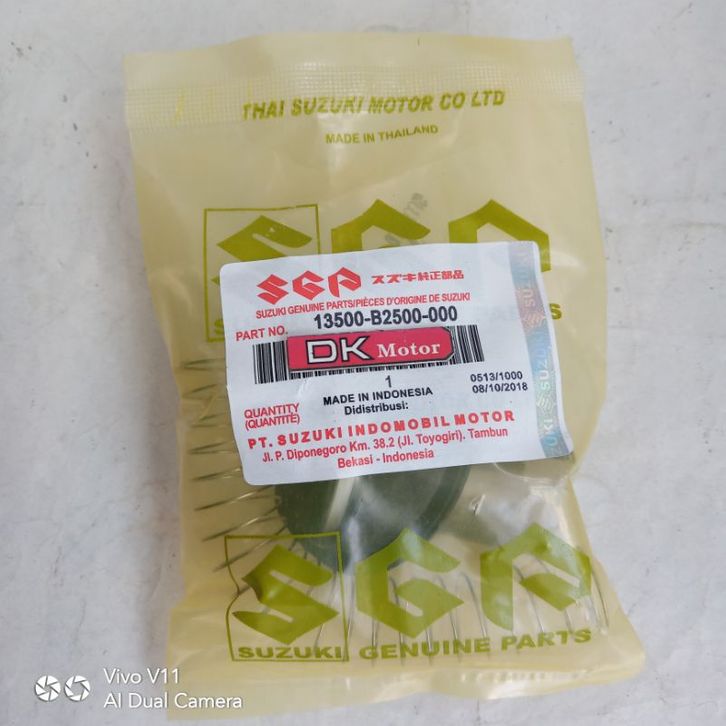 THAI SUZUKI MOTOR CO LTD
MADE IN THAILAND
SGP スズキ純正部品
SUZUKI GENUINE PARTS/PIÈCES D'ORIGINE DE SUZUKI
PART NO. 13500-B2500-000
DK Motor
1
MADE IN INDONESIA
Didistribusi:
0513/1000
08/10/2018
QUANTITY
(QUANTITE)
PT. SUZUKI INDOMOBIL MOTOR
Jl. P. Diponegoro Km. 38.2 (Jl. Toyogiri). Tambun
Bekasi - Indonesia
SUZUKI
SGP
SUZUKI GENUINE PARTS
Vivo V11
AI Dual Camera